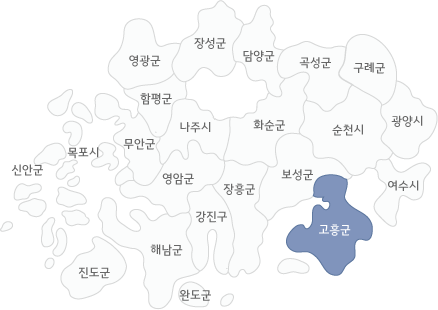 장성군
담양군
영광군
곡성군
구례군
함평군
나주시
화순군
순천시
광양시
무안군
목포시
신안군
영암군
장흥군
보성군
여수시
강진구
고흥군
해남군
진도군
완도군